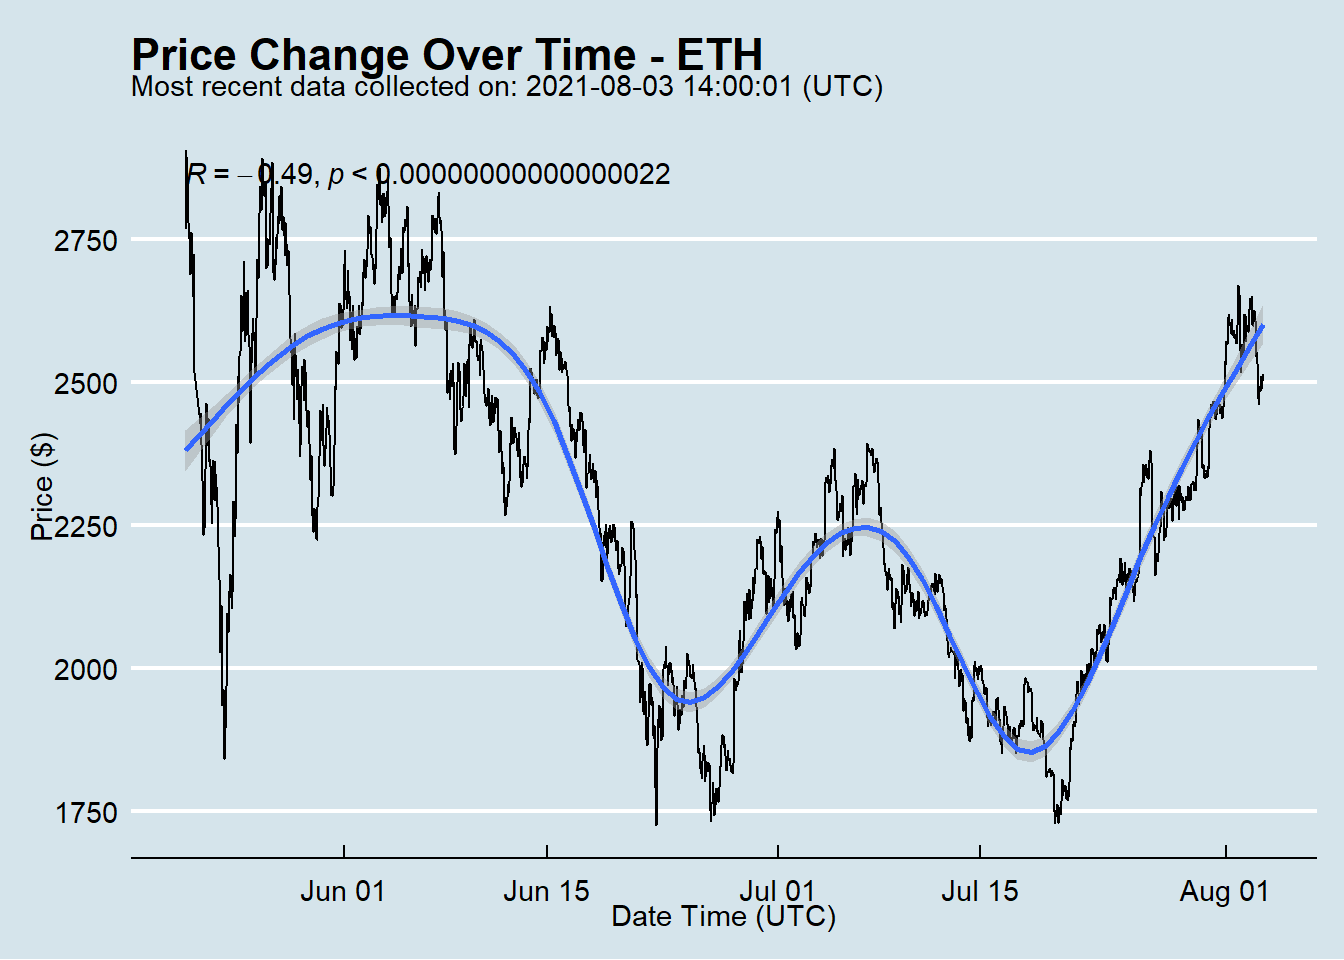 Price Change Over Time - ETH
Most recent data collected on: 2021-08-03 14:00:01 (UTC)
R = −0.49, p < 0.00000000000000022
2750
2500
2250
2000
1750
Price ($)
Jun 01 Jun 15 Jul 01 Jul 15 Aug 01
Date Time (UTC)